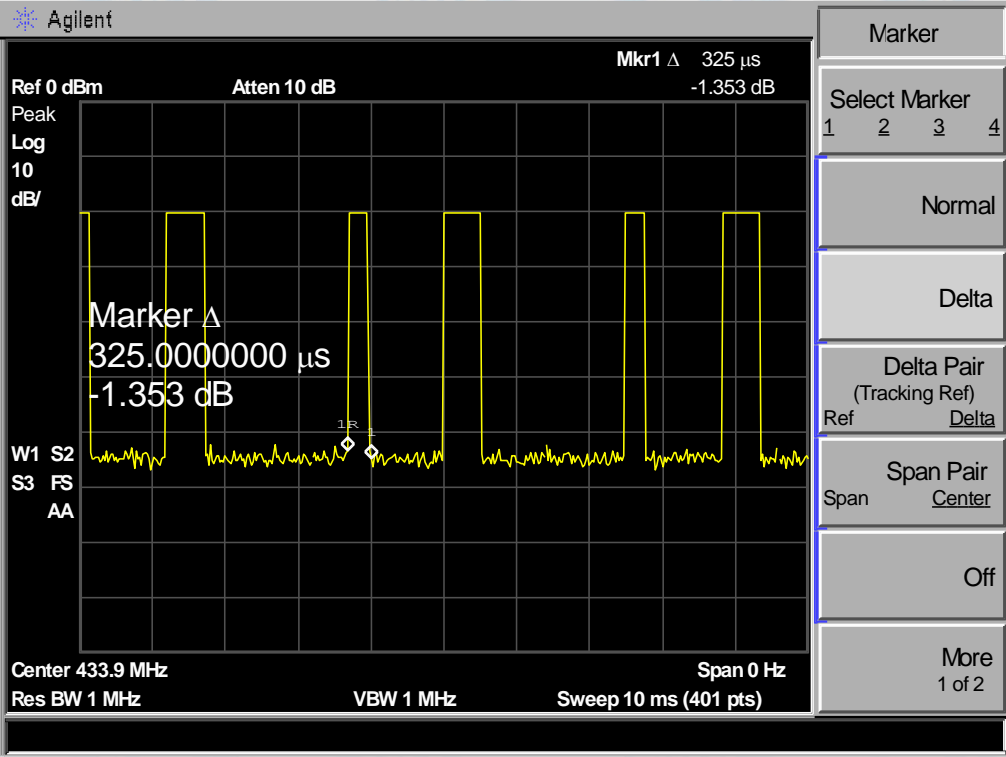 Agilent
Marker
Mkr1 Δ 325 μs
Ref 0 dBm Atten 10 dB -1.353 dB
Peak
Log
10
dB/
Marker Δ
325.0000000 μs
-1.353 dB
1R 1
W1 S2
S3 FS
AA
Center 433.9 MHz Span 0 Hz
Res BW 1 MHz VBW 1 MHz Sweep 10 ms (401 pts)
Select Marker
1 2 3 4
Normal
Delta
Delta Pair
(Tracking Ref)
Ref Delta
Span Pair
Span Center
Off
More
1 of 2